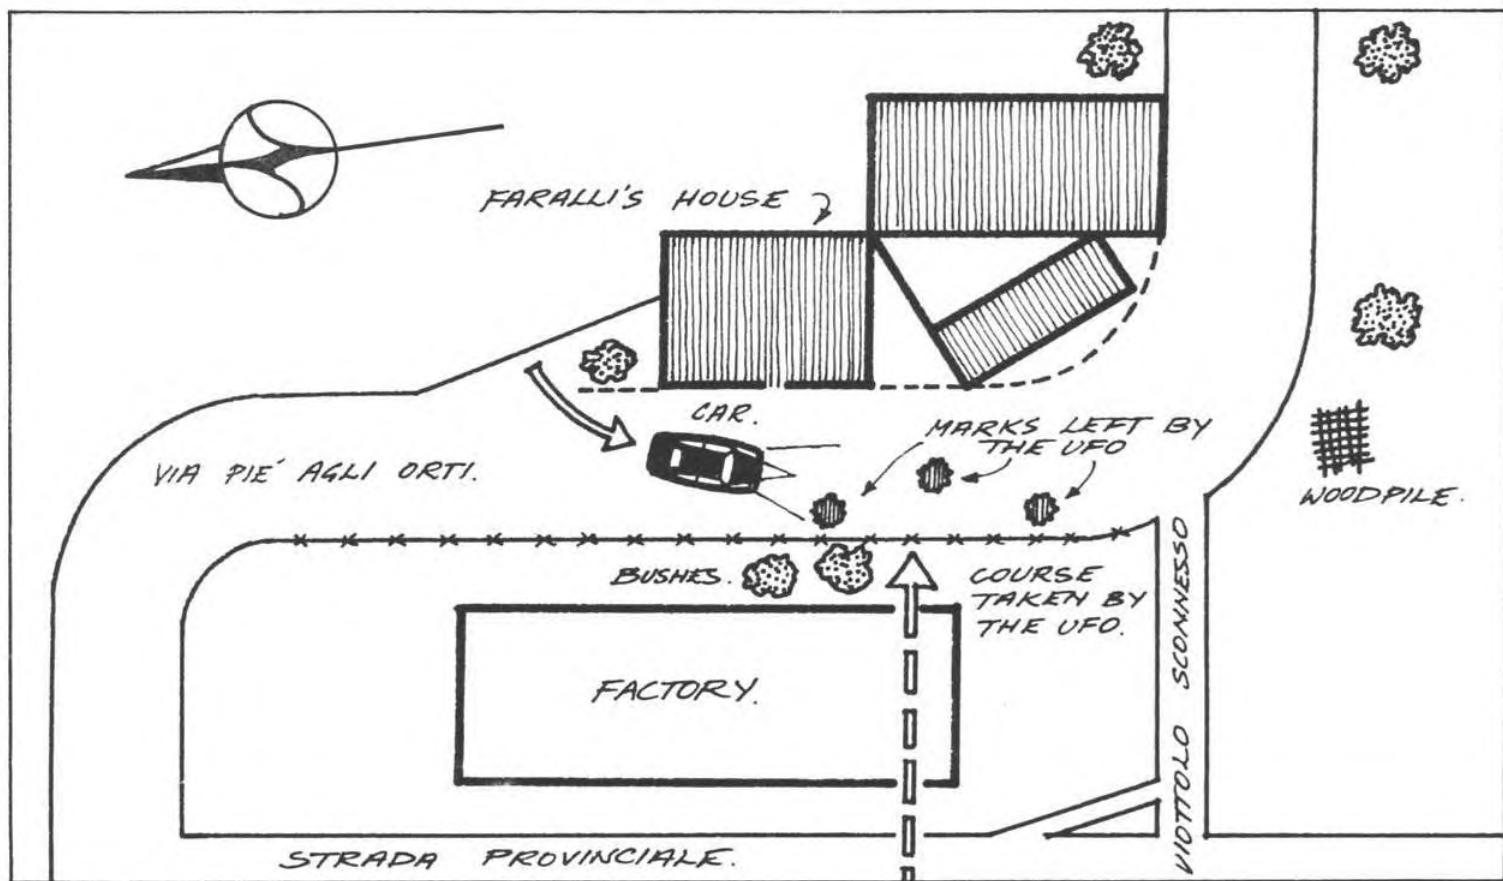 FARALLI'S HOUSE
CAR.
MARKS LEFT BY
THE UFO
VIA PIE' AGLI ORTI.
WOODPILE.
BUSHES.
COURSE
TAKEN BY
THE UFO.
FACTORY.
VIOTTOLO SCONNESSO
STRADA PROVINCIALE.